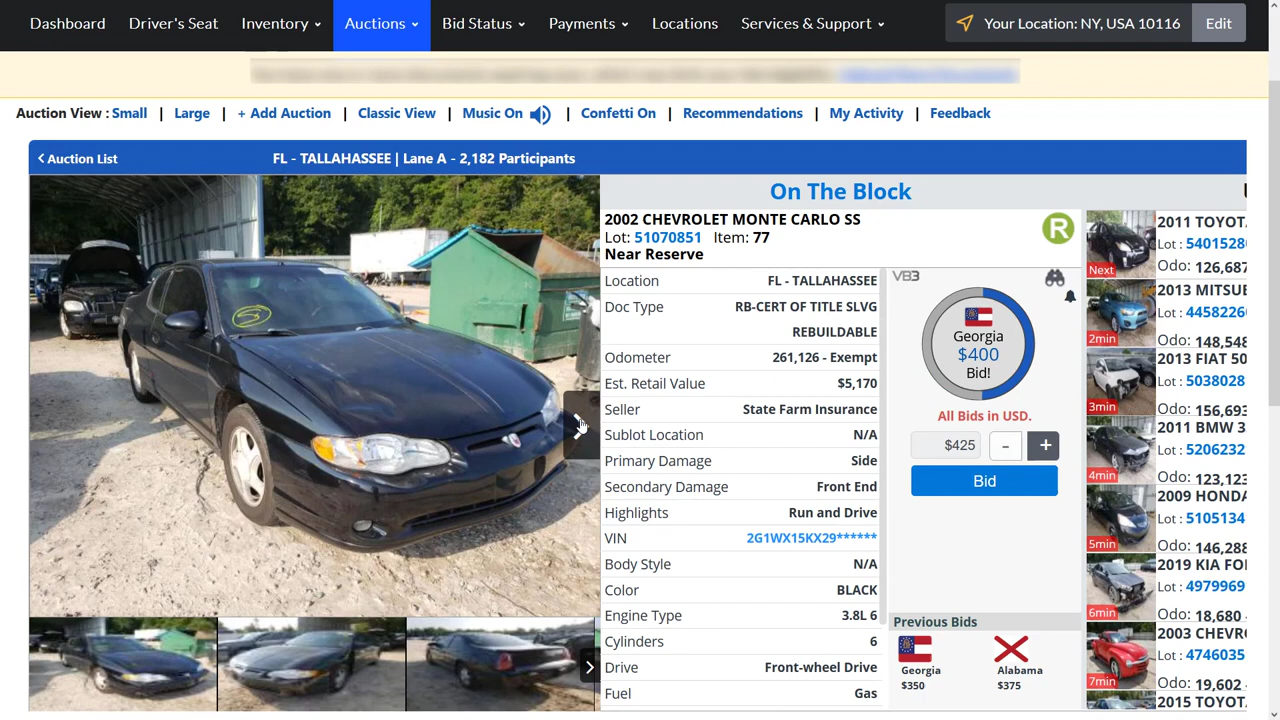 Dashboard Driver's Seat Inventory Auctions Bid Status Payments Locations Services & Support Your Location: NY, USA 10116 Edit
Auction View : Small | Large | + Add Auction | Classic View | Music On | Confetti On | Recommendations | My Activity | Feedback
Auction List FL - TALLAHASSEE | Lane A - 2,182 Participants
On The Block
2002 CHEVROLET MONTE CARLO SS
Lot: 51070851 Item: 77
Near Reserve
R
Location FL - TALLAHASSEE
Doc Type RB-CERT OF TITLE SLVG
REBUILDABLE
Odometer 261,126 - Exempt
Est. Retail Value $5,170
Seller State Farm Insurance
Sublot Location N/A
Primary Damage Side
Secondary Damage Front End
Highlights Run and Drive
VIN 2G1WX15KX29******
Body Style N/A
Color BLACK
Engine Type 3.8L 6
Cylinders 6
Drive Front-wheel Drive
Fuel Gas
VB3
Georgia
$400
Bid!
All Bids in USD.
$425 - +
Bid
Previous Bids
Georgia
$350
Alabama
$375
2011 TOYOT
Lot : 5401528
Next Odo: 126,687
2013 MITSUB
Lot : 4458226
2min Odo: 148,548
2013 FIAT 50
Lot : 5038028
3min Odo: 156,693
2011 BMW 3
Lot : 5206232
4min Odo: 123,123
2009 HONDA
Lot : 5105134
5min Odo: 146,288
2019 KIA FO
Lot : 4979969
6min Odo: 18,680
2003 CHEVR
Lot : 4746035
7min Odo: 19,602
2015 TOYOT